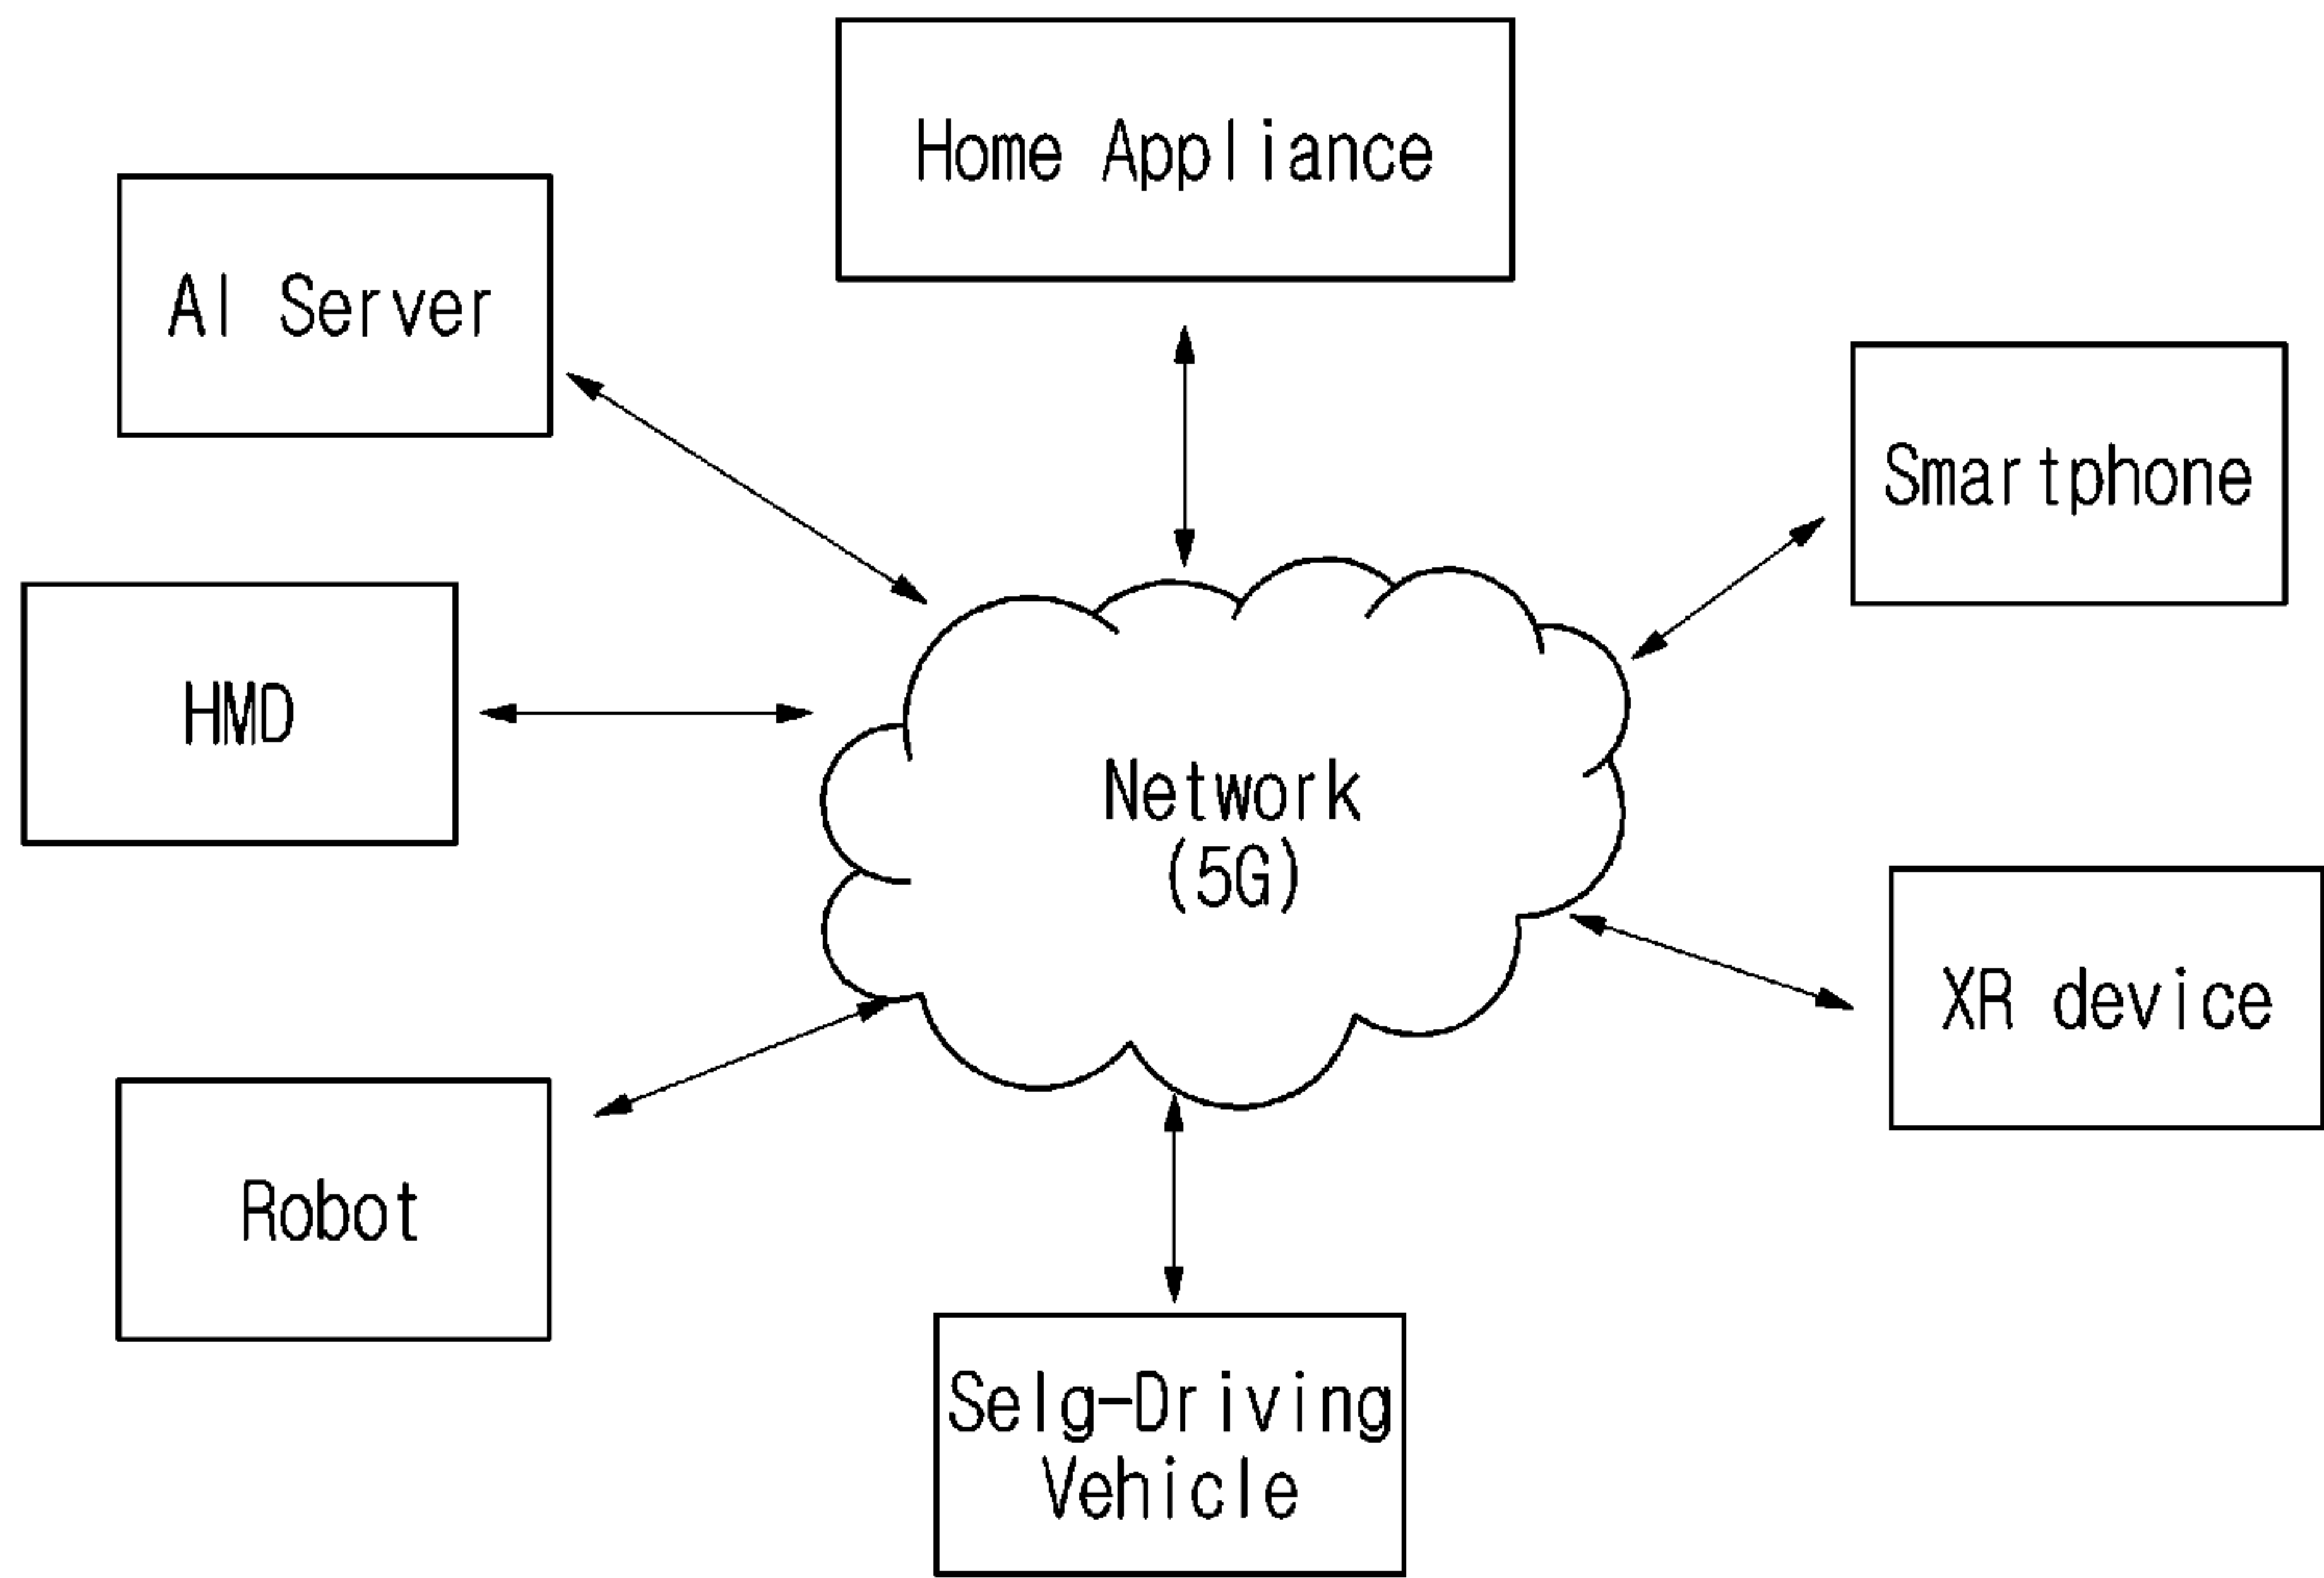 Home Appliance
AI Server
Smartphone
HMD
Network
(5G)
XR device
Robot
Selg-Driving
Vehicle